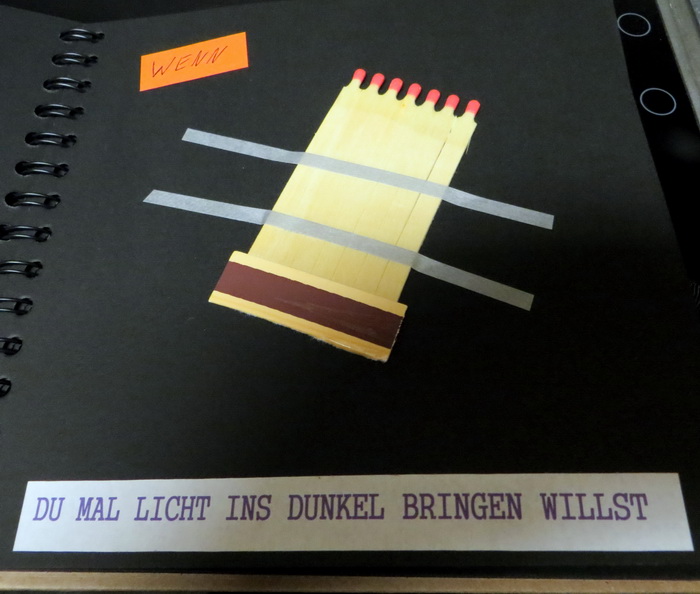 WENN
DU MAL LICHT INS DUNKEL BRINGEN WILLST